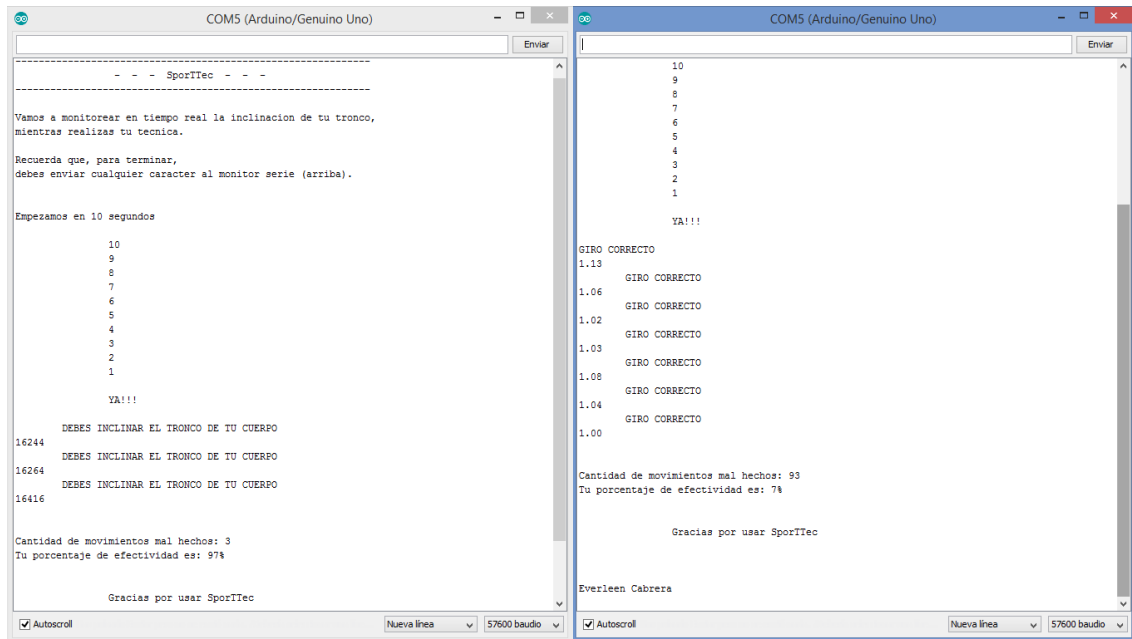 COM5 (Arduino/Genuino Uno)
Enviar
------------------------------------------------------------
- - - SporTTec - - -
------------------------------------------------------------
Vamos a monitorear en tiempo real la inclinacion de tu tronco,
mientras realizas tu tecnica.
Recuerda que, para terminar,
debes enviar cualquier caracter al monitor serie (arriba).
Empezamos en 10 segundos
10
9
8
7
6
5
4
3
2
1
YA!!!
DEBES INCLINAR EL TRONCO DE TU CUERPO
16244
DEBES INCLINAR EL TRONCO DE TU CUERPO
16264
DEBES INCLINAR EL TRONCO DE TU CUERPO
16416
Cantidad de movimientos mal hechos: 3
Tu porcentaje de efectividad es: 97%
Gracias por usar SporTTec
Autoscroll
Nueva línea
57600 baudio
COM5 (Arduino/Genuino Uno)
Enviar
10
9
8
7
6
5
4
3
2
1
YA!!!
GIRO CORRECTO
1.13
GIRO CORRECTO
1.06
GIRO CORRECTO
1.02
GIRO CORRECTO
1.03
GIRO CORRECTO
1.08
GIRO CORRECTO
1.04
GIRO CORRECTO
1.00
Cantidad de movimientos mal hechos: 93
Tu porcentaje de efectividad es: 7%
Gracias por usar SporTTec
Everleen Cabrera
Autoscroll
Nueva línea
57600 baudio